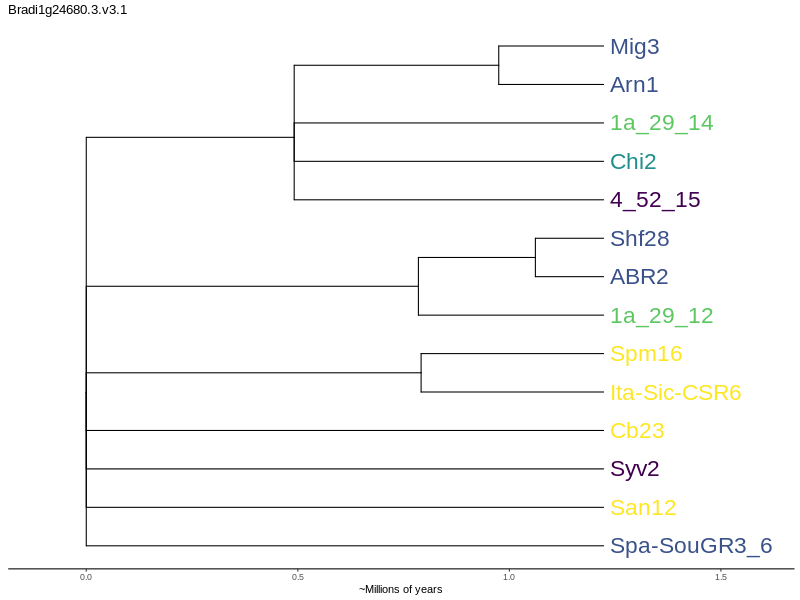 Bradi1g24680.3.v3.1
Mig3
Arn1
1a_29_14
Chi2
4_52_15
Shf28
ABR2
1a_29_12
Spm16
Ita-Sic-CSR6
Cb23
Syv2
San12
Spa-SouGR3_6
0.0 0.5 1.0 1.5
~Millions of years